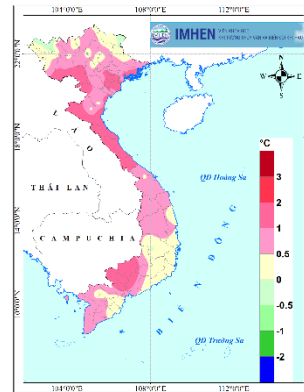 104°0'0"E 108°0'0"E 112°0'0"E
IMHEN
22°0'0"N
W E
S
LÀO
18°0'0"N
THÁI LAN
QĐ Hoàng Sa
°C
3
2
1
0.5
0
-0.5
-1
-2
14°0'0"N
CAMPUCHIA
BIỂN ĐÔNG
10°0'0"N
QĐ Trường Sa
104°0'0"E 108°0'0"E 112°0'0"E